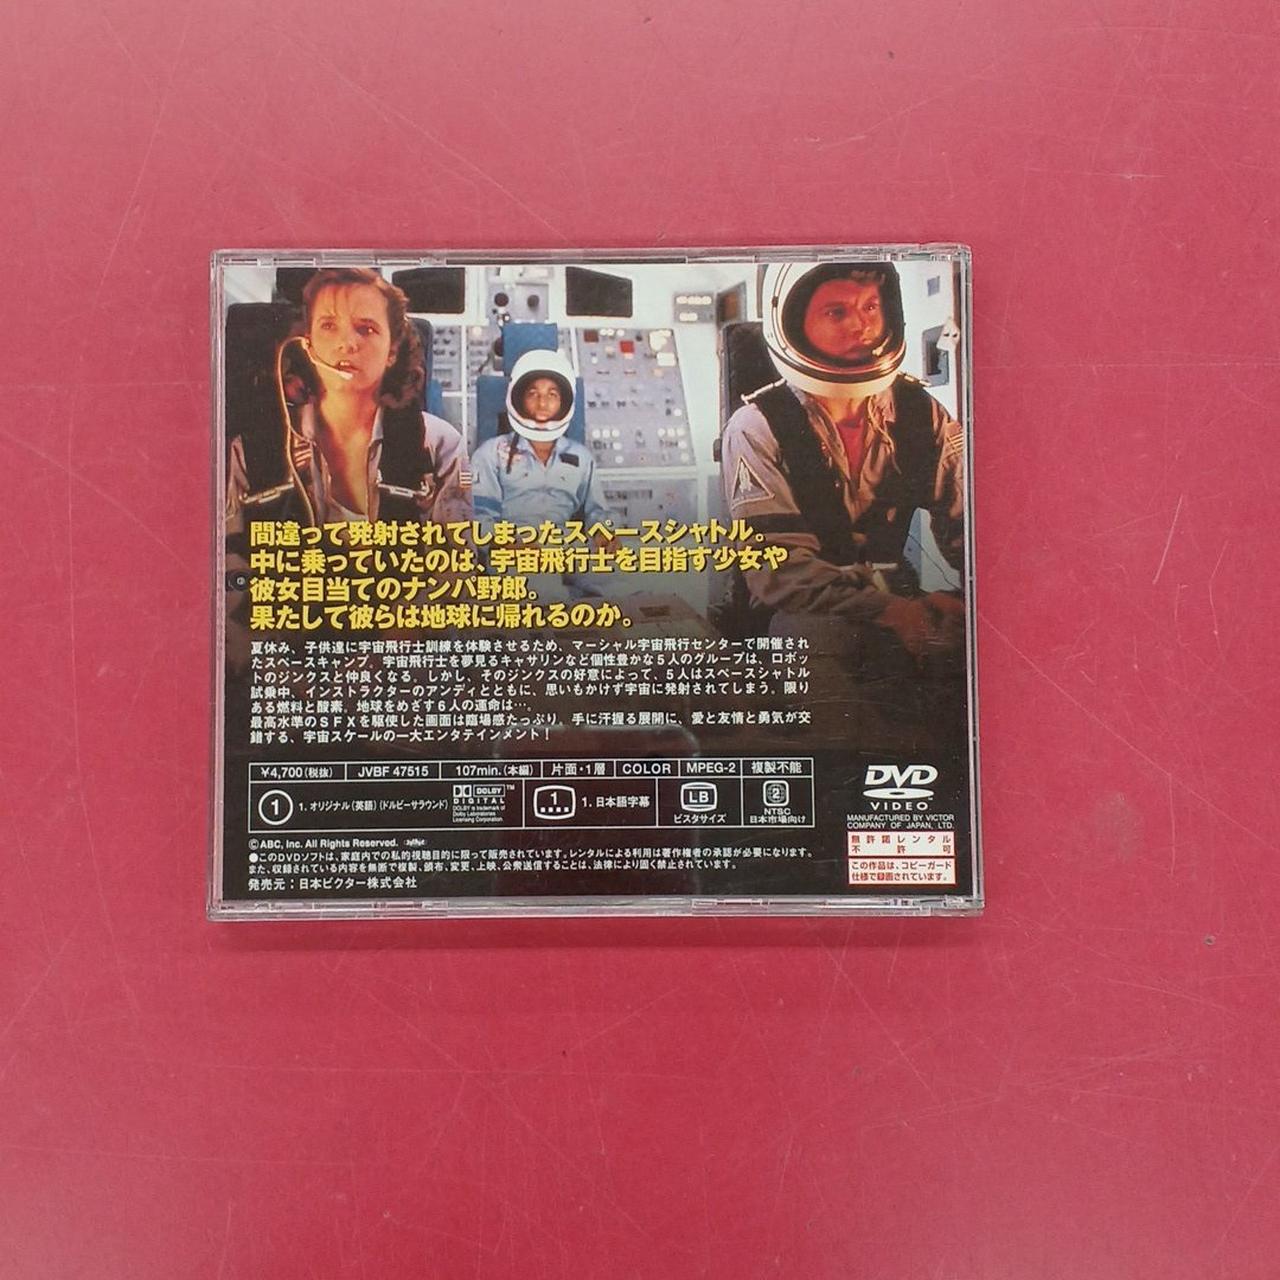 間違って発射されてしまったスペースシャトル。
中に乗っていたのは、宇宙飛行士を目指す少女や
彼女目当てのナンパ野郎。
果たして彼らは地球に帰れるのか。
夏休み、子供達に宇宙飛行士訓練を体験させるため、マーシャル宇宙飛行センターで開催され
たスペースキャンプ。宇宙飛行士を夢見るキャサリンなど個性豊かな5人のグループは、ロボッ
トのジンクスと仲良くなる。しかし、そのジンクスの好意によって、5人はスペースシャトル
試乗中、インストラクターのアンディとともに、思いもかけず宇宙に発射されてしまう。限り
ある燃料と酸素。地球をめざす6人の運命は…。
最高水準のSFXを駆使した画面は臨場感たっぷり。手に汗握る展開に、愛と友情と勇気が交
錯する、宇宙スケールの一大エンタテインメント!
¥4,700(税抜) JVBF 47515 107min.(本編) 片面・1層 COLOR MPEG-2 複製不能
1 1. オリジナル(英語)(ドルビーサラウンド)
DOLBY DIGITAL™
DOLBY is trademark of
Dolby Laboratories
Licensing Corporation
1 1. 日本語字幕
LB
ビスタサイズ
2
NTSC
日本市場向け
DVD
VIDEO
MANUFACTURED BY VICTOR
COMPANY OF JAPAN, LTD.
©ABC, Inc. All Rights Reserved.
●このDVDソフトは、家庭内での私的視聴目的に限って販売されています。レンタルによる利用は著作権者の承認が必要になります。
また、収録されている内容を無断で複製、頒布、変更、上映、公衆送信することは、法律により固く禁止されています。
発売元:日本ビクター株式会社
無許諾レンタル
不許可
この作品は、コピーガード
仕様で録画されています。